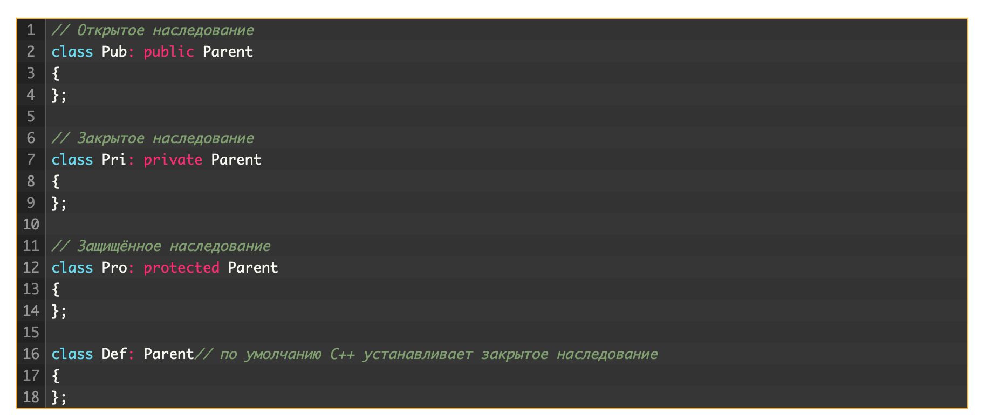 1 // Открытое наследование
2 class Pub: public Parent
3 {
4 };
5
6 // Закрытое наследование
7 class Pri: private Parent
8 {
9 };
10
11 // Защищённое наследование
12 class Pro: protected Parent
13 {
14 };
15
16 class Def: Parent// по умолчанию C++ устанавливает закрытое наследование
17 {
18 };